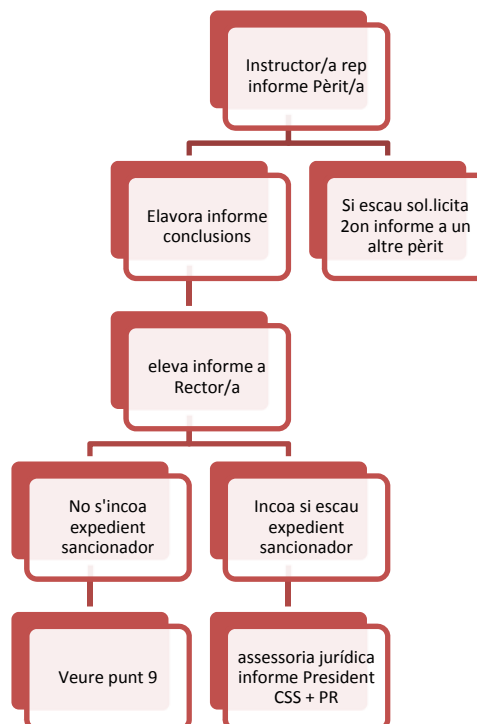 Instructor/a rep
informe Pèrit/a
Elavora informe
conclusions
Si escau sol.licita
2on informe a un
altre pèrit
eleva informe a
Rector/a
No s'incoa
expedient
sancionador
Incoa si escau
expedient
sancionador
Veure punt 9
assessoria jurídica
informe President
CSS + PR